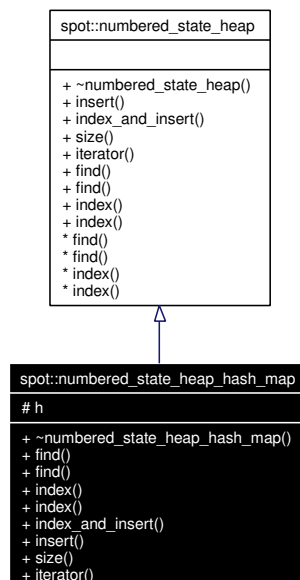 spot::numbered_state_heap
+ ~numbered_state_heap()
+ insert()
+ index_and_insert()
+ size()
+ iterator()
+ find()
+ find()
+ index()
+ index()
* find()
* find()
* index()
* index()
spot::numbered_state_heap_hash_map
# h
+ ~numbered_state_heap_hash_map()
+ find()
+ find()
+ index()
+ index()
+ index_and_insert()
+ insert()
+ size()
+ iterator()